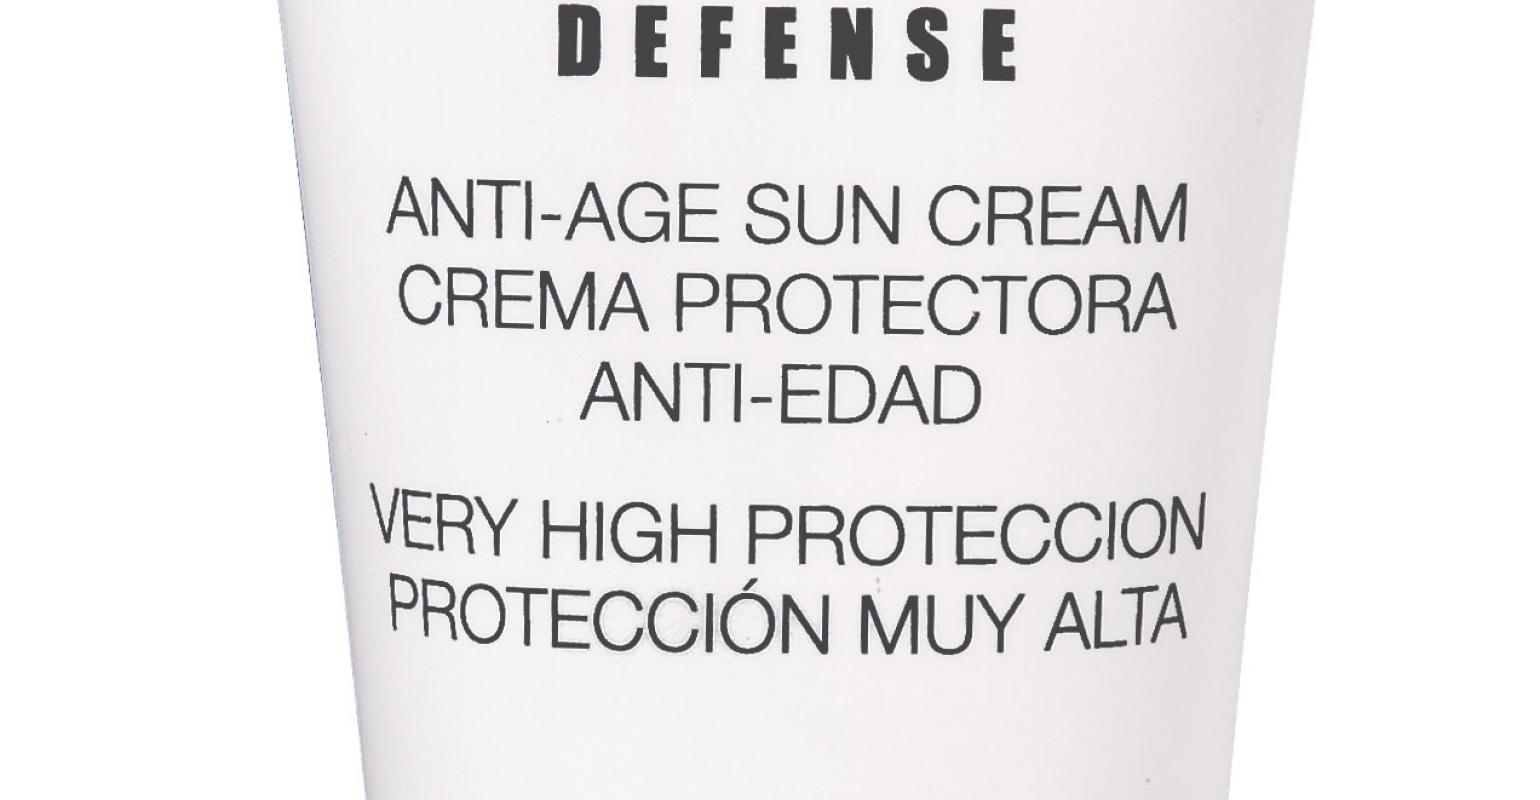 DEFENSE
ANTI-AGE SUN CREAM
CREMA PROTECTORA
ANTI-EDAD
VERY HIGH PROTECCION
PROTECCIÓN MUY ALTA